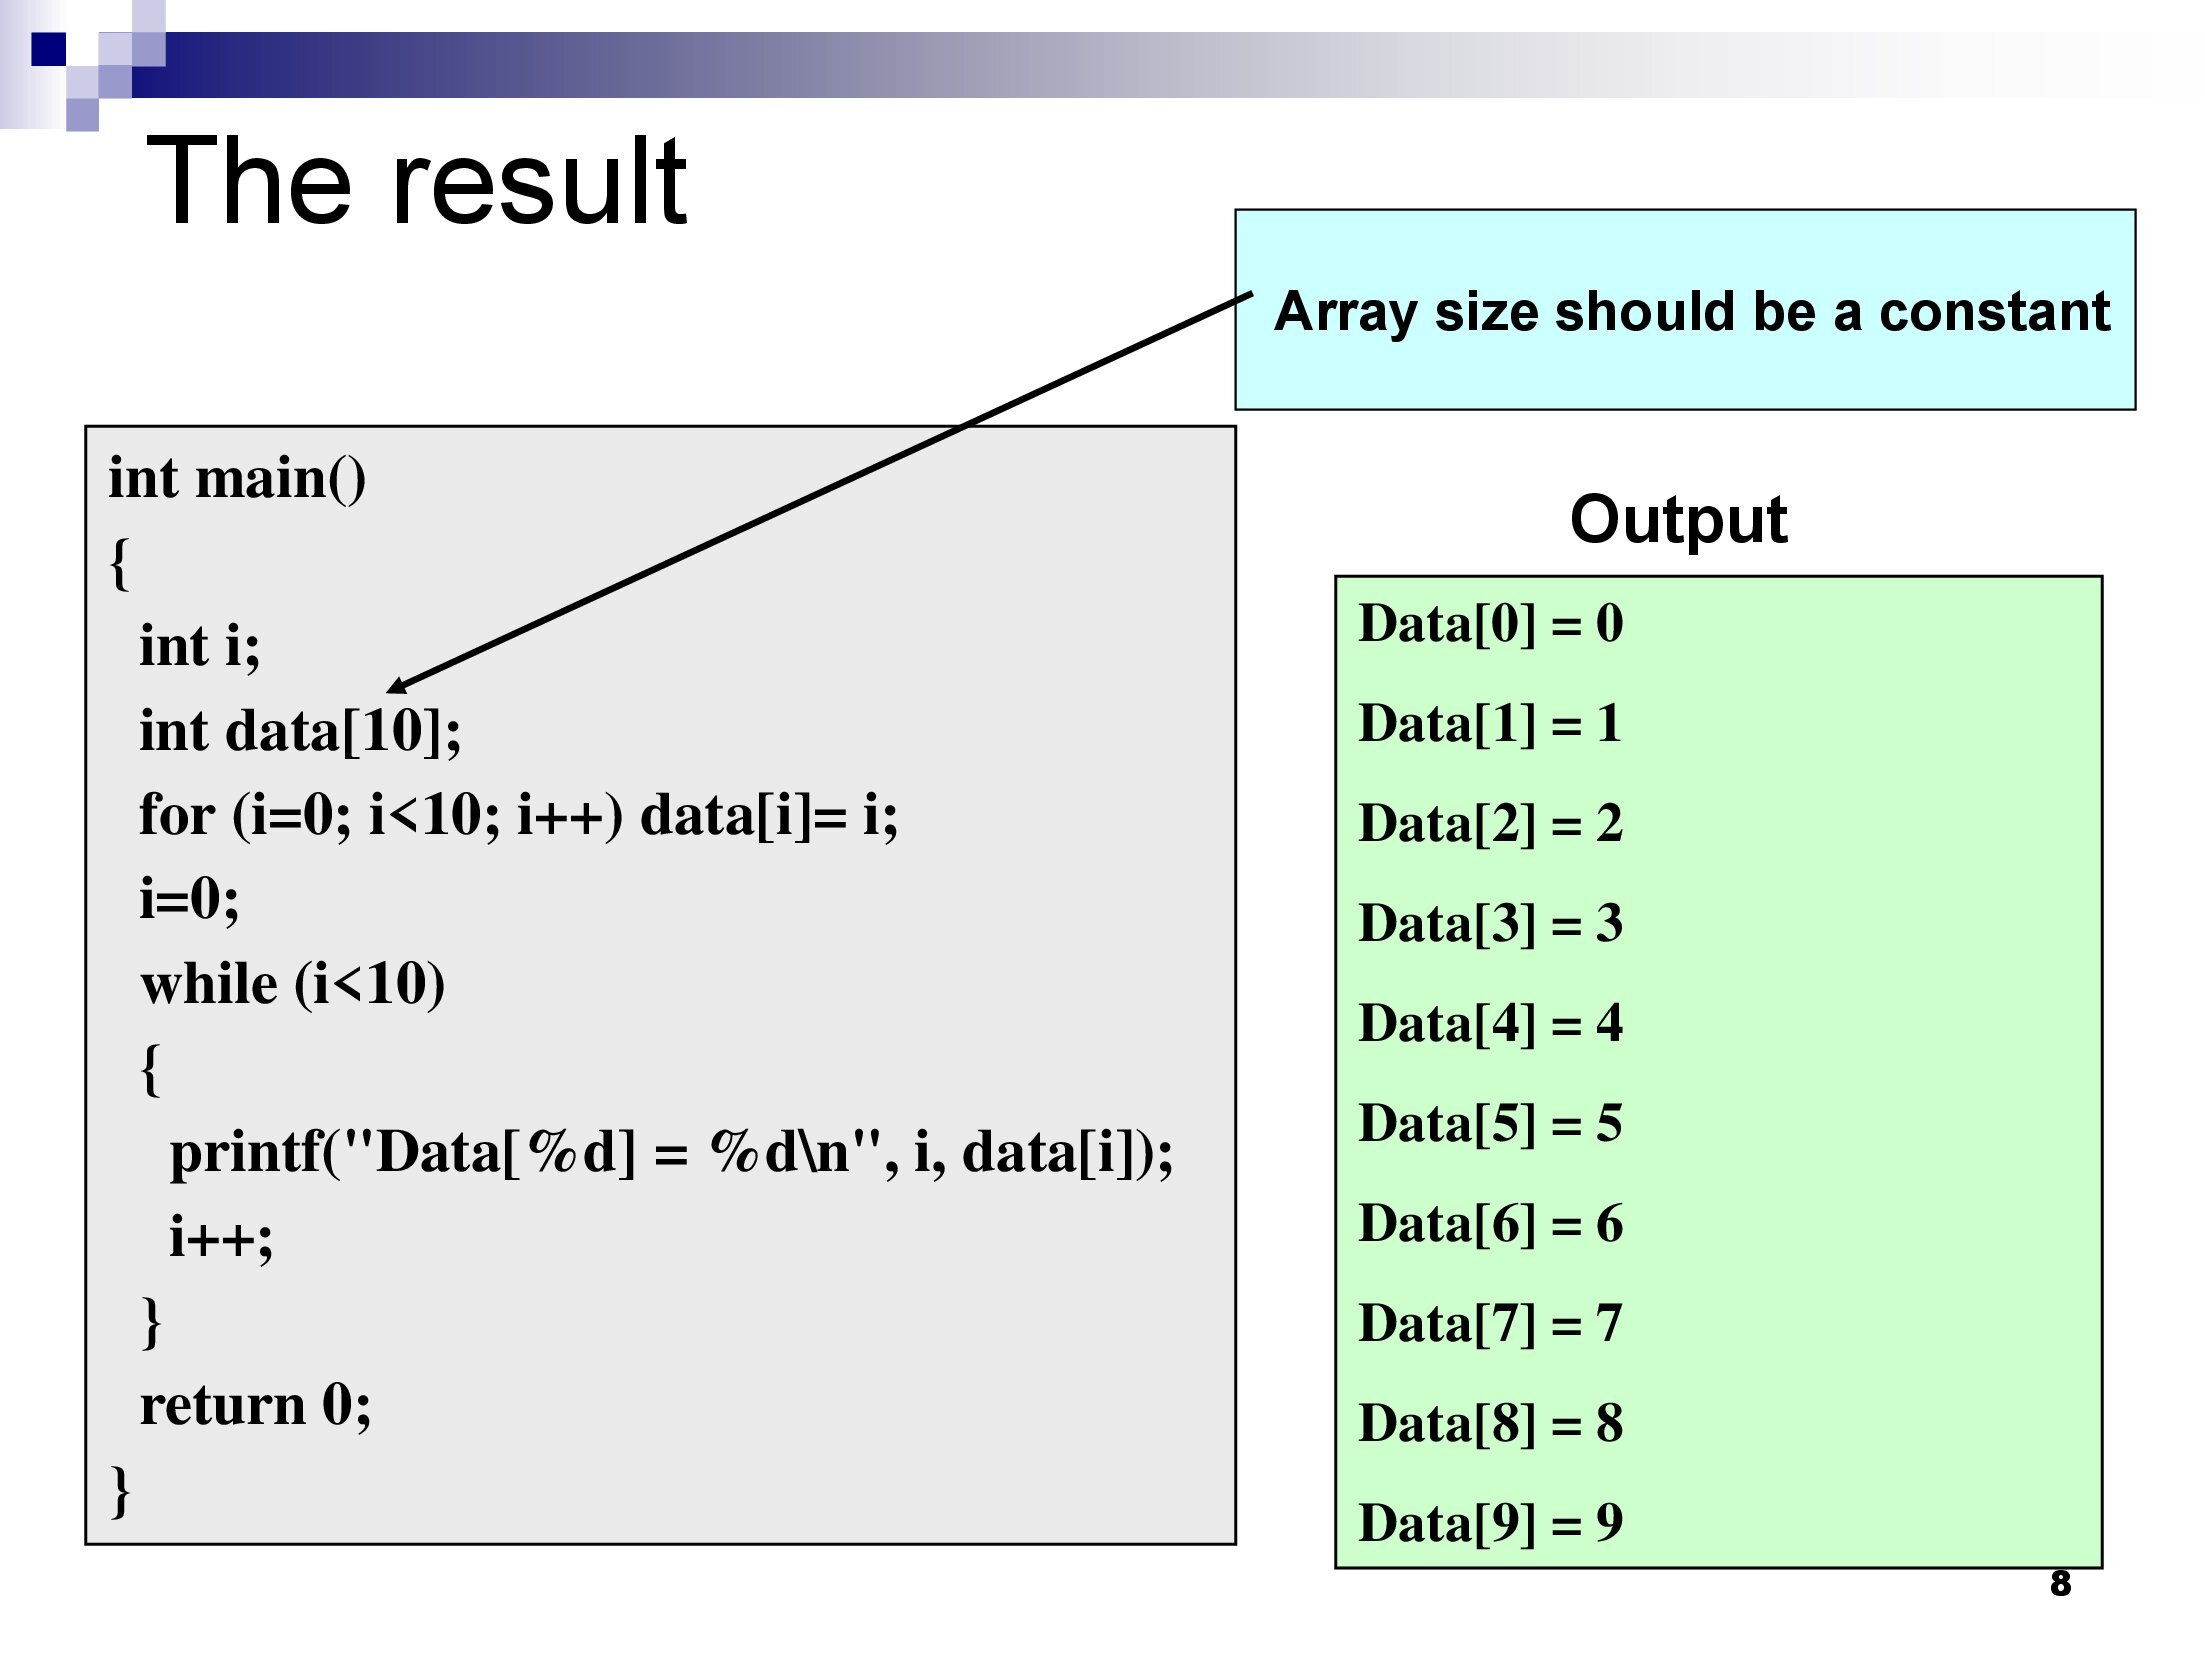 The result
Array size should be a constant
int main()
{
int i;
int data[10];
for (i=0; i<10; i++) data[i]= i;
i=0;
while (i<10)
{
printf("Data[%d] = %d\n", i, data[i]);
i++;
}
return 0;
}
Output
Data[0] = 0
Data[1] = 1
Data[2] = 2
Data[3] = 3
Data[4] = 4
Data[5] = 5
Data[6] = 6
Data[7] = 7
Data[8] = 8
Data[9] = 9
8